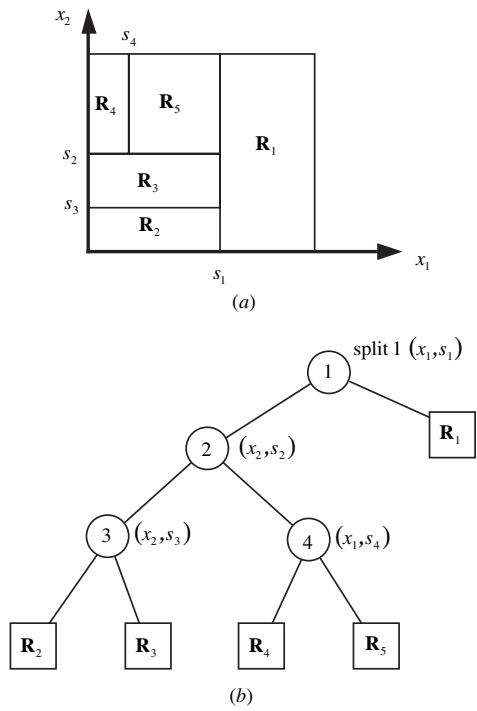 x₂
s₄
R₄ R₅
R₁
s₂
R₃
s₃
R₂
s₁ x₁
(a)
split 1 (x₁,s₁)
1
R₁
2 (x₂,s₂)
3 (x₂,s₃) 4 (x₁,s₄)
R₂ R₃ R₄ R₅
(b)